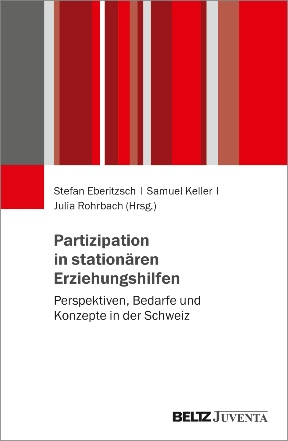 Stefan Eberitzsch I Samuel Keller I
Julia Rohrbach (Hrsg.)
Partizipation
in stationären
Erziehungshilfen
Perspektiven, Bedarfe und
Konzepte in der Schweiz
BELTZ JUVENTA